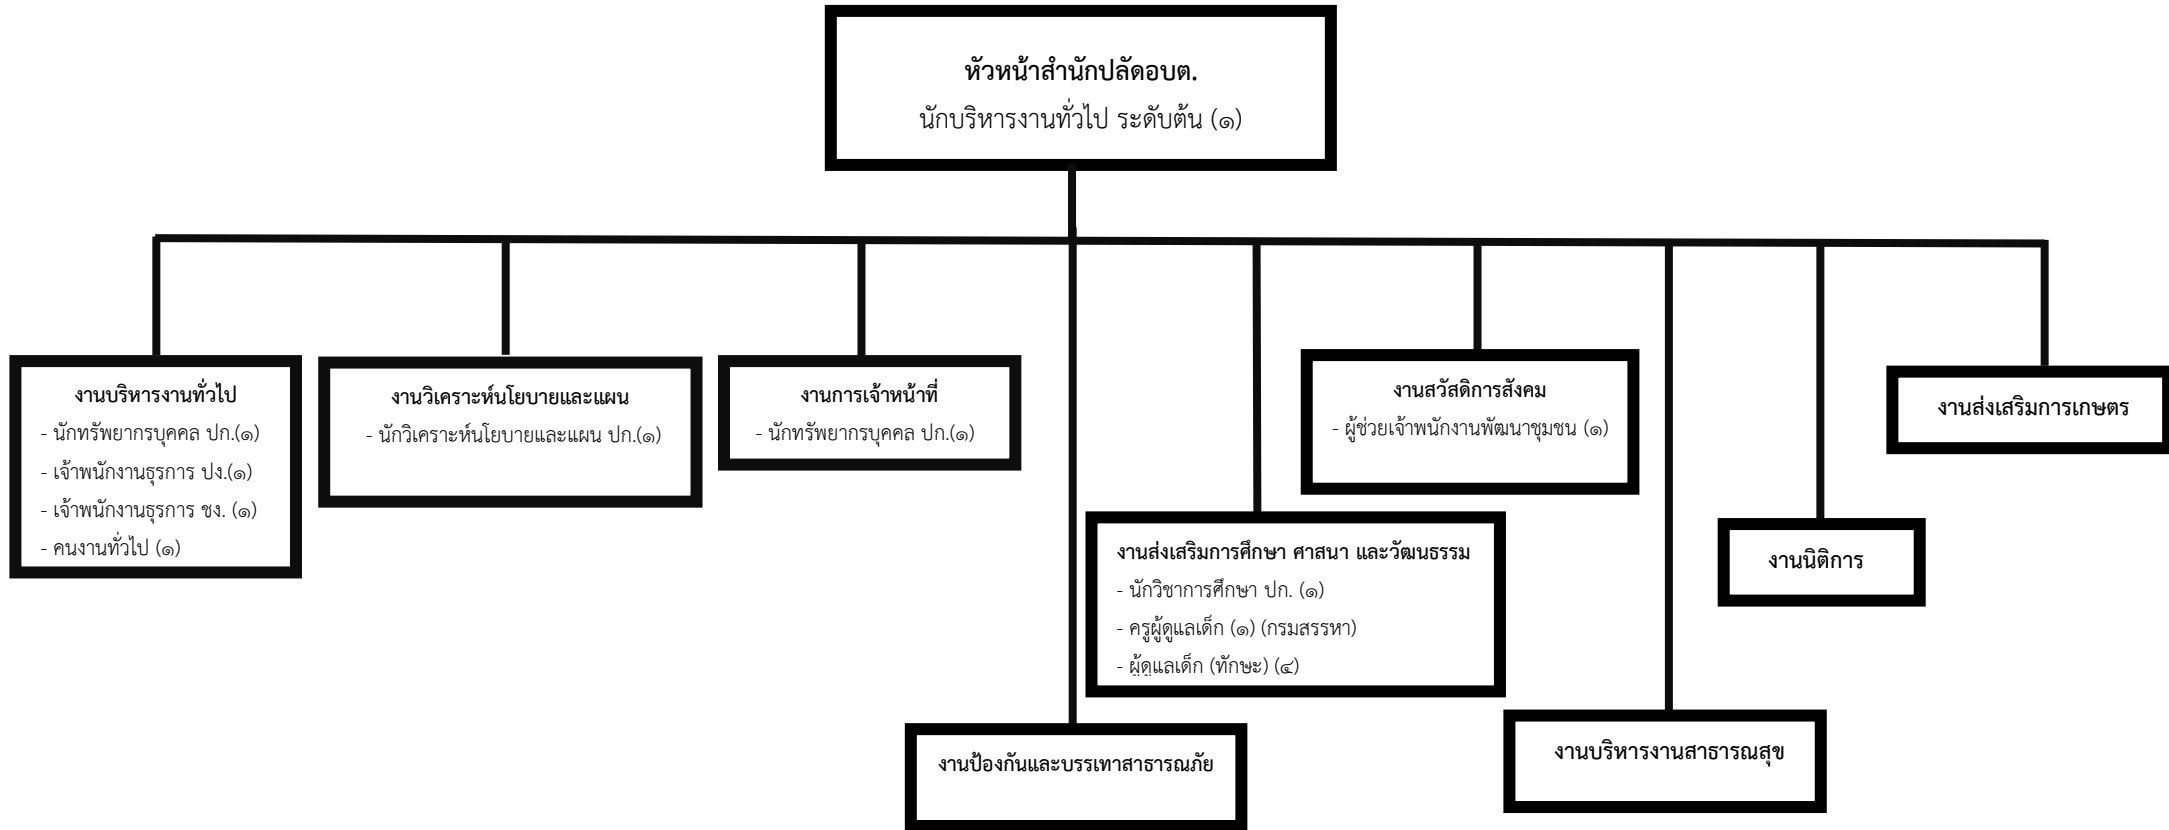 หัวหน้าสำนักปลัดอบต.
นักบริหารงานทั่วไป ระดับต้น (๑)
งานบริหารงานทั่วไป
- นักทรัพยากรบุคคล ปก.(๑)
- เจ้าพนักงานธุรการ ปง.(๑)
- เจ้าพนักงานธุรการ ชง. (๑)
- คนงานทั่วไป (๑)
งานวิเคราะห์นโยบายและแผน
- นักวิเคราะห์นโยบายและแผน ปก.(๑)
งานการเจ้าหน้าที่
- นักทรัพยากรบุคคล ปก.(๑)
งานสวัสดิการสังคม
- ผู้ช่วยเจ้าพนักงานพัฒนาชุมชน (๑)
งานส่งเสริมการเกษตร
งานส่งเสริมการศึกษา ศาสนา และวัฒนธรรม
- นักวิชาการศึกษา ปก. (๑)
- ครูผู้ดูแลเด็ก (๑) (กรมสรรหา)
- ผู้ดูแลเด็ก (ทักษะ) (๔)
งานนิติการ
งานป้องกันและบรรเทาสาธารณภัย
งานบริหารงานสาธารณสุข